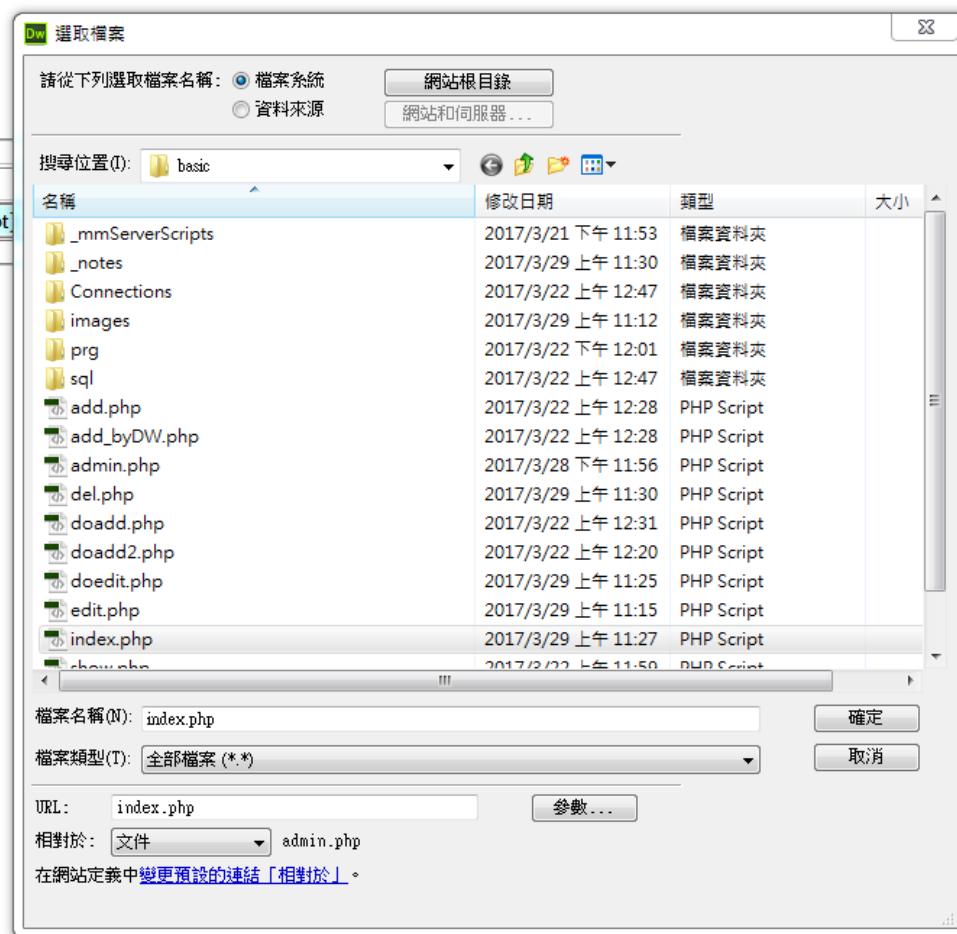 Dw 選取檔案
請從下列選取檔案名稱: 檔案系統 網站根目錄
資料來源 網站和伺服器...
搜尋位置(I): basic
名稱 修改日期 類型 大小
_mmServerScripts 2017/3/21 下午 11:53 檔案資料夾
_notes 2017/3/29 上午 11:30 檔案資料夾
Connections 2017/3/22 上午 12:47 檔案資料夾
images 2017/3/29 上午 11:12 檔案資料夾
prg 2017/3/22 下午 12:01 檔案資料夾
sql 2017/3/22 上午 12:47 檔案資料夾
add.php 2017/3/22 上午 12:28 PHP Script
add_byDW.php 2017/3/22 上午 12:28 PHP Script
admin.php 2017/3/28 下午 11:56 PHP Script
del.php 2017/3/29 上午 11:30 PHP Script
doadd.php 2017/3/22 上午 12:31 PHP Script
doadd2.php 2017/3/22 上午 12:20 PHP Script
doedit.php 2017/3/29 上午 11:25 PHP Script
edit.php 2017/3/29 上午 11:15 PHP Script
index.php 2017/3/29 上午 11:27 PHP Script
show.php 2017/3/22 上午 11:59 PHP Script
檔案名稱(N): index.php 確定
檔案類型(T): 全部檔案 (*.*) 取消
URL: index.php 參數...
相對於: 文件 admin.php
在網站定義中變更預設的連結「相對於」。